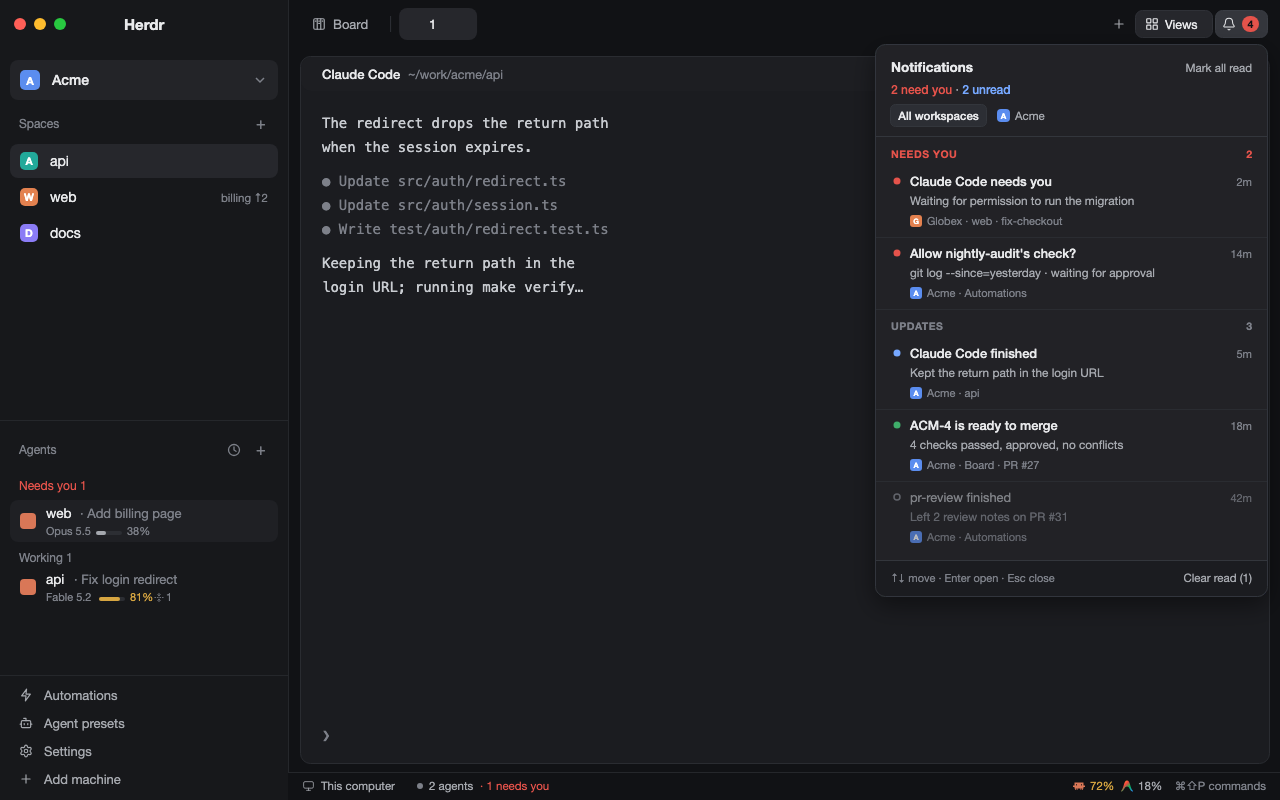 Herdr
A Acme
Spaces +
A api
W web billing ↑2
D docs
Agents +
Needs you 1
web · Add billing page
Opus 5.5 38%
Working 1
api · Fix login redirect
Fable 5.2 81% 1
Automations
Agent presets
Settings
+ Add machine
Board
1
+
Views
4
Claude Code ~/work/acme/api
The redirect drops the return path
when the session expires.
● Update src/auth/redirect.ts
● Update src/auth/session.ts
● Write test/auth/redirect.test.ts
Keeping the return path in the
login URL; running make verify…
❯
Notifications Mark all read
2 need you · 2 unread
All workspaces A Acme
NEEDS YOU 2
Claude Code needs you 2m
Waiting for permission to run the migration
G Globex · web · fix-checkout
Allow nightly-audit's check? 14m
git log --since=yesterday · waiting for approval
A Acme · Automations
UPDATES 3
Claude Code finished 5m
Kept the return path in the login URL
A Acme · api
ACM-4 is ready to merge 18m
4 checks passed, approved, no conflicts
A Acme · Board · PR #27
pr-review finished 42m
Left 2 review notes on PR #31
A Acme · Automations
↑↓ move · Enter open · Esc close Clear read (1)
This computer ● 2 agents · 1 needs you
72% 18% ⌘⇧P commands